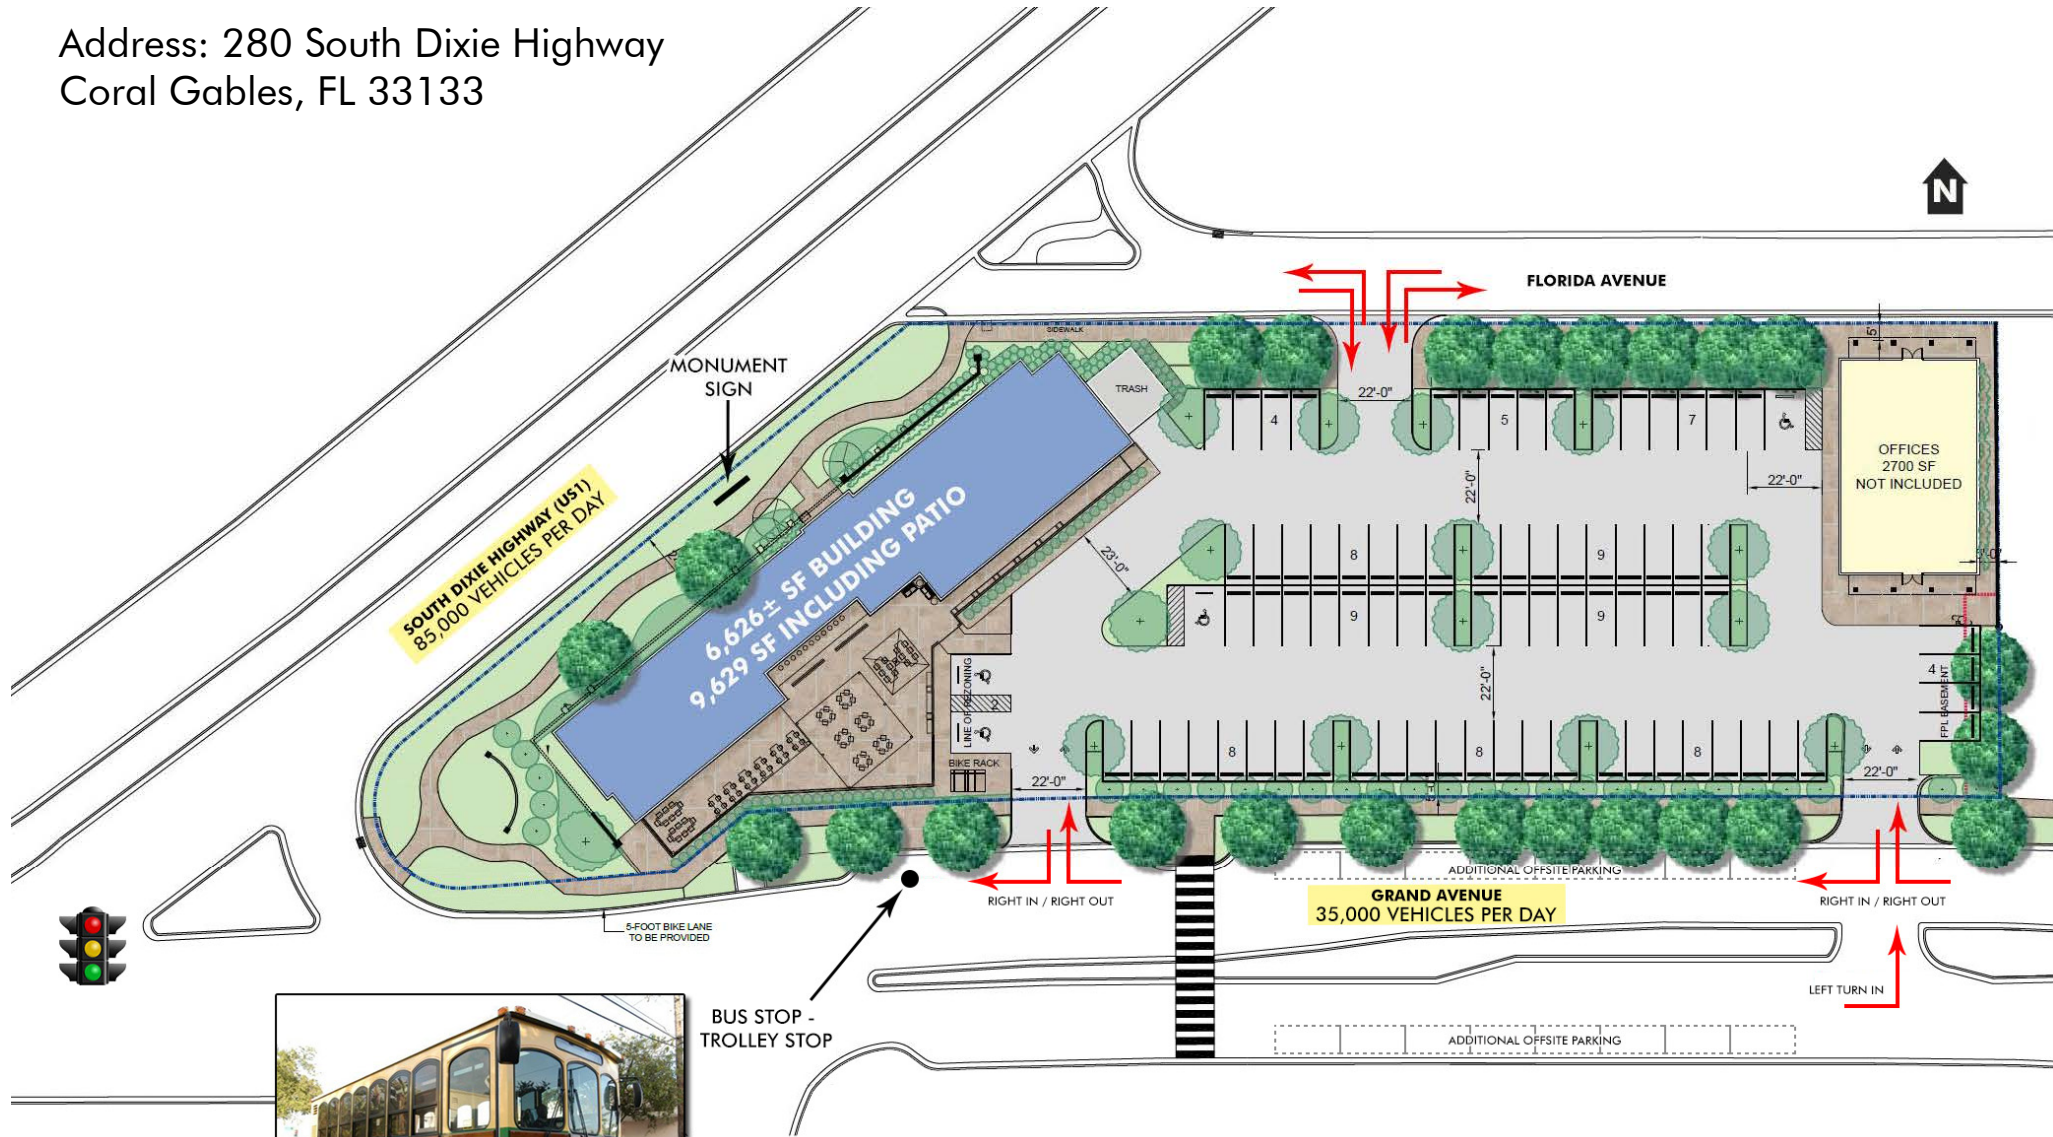 Address: 280 South Dixie Highway
Coral Gables, FL 33133
N
FLORIDA AVENUE
SIDEWALK
MONUMENT
SIGN
TRASH
22'-0"
5'
4
5
7
OFFICES
2700 SF
NOT INCLUDED
22'-0"
22'-0"
SOUTH DIXIE HIGHWAY (US1)
85,000 VEHICLES PER DAY
6,626± SF BUILDING
9,629 SF INCLUDING PATIO
23'-0"
8
9
9
9
LINE OF REZONING
2
22'-0"
4
FPL EASEMENT
8
8
8
BIKE RACK
22'-0"
22'-0"
ADDITIONAL OFFSITE PARKING
RIGHT IN / RIGHT OUT
GRAND AVENUE
35,000 VEHICLES PER DAY
RIGHT IN / RIGHT OUT
5-FOOT BIKE LANE
TO BE PROVIDED
LEFT TURN IN
BUS STOP -
TROLLEY STOP
ADDITIONAL OFFSITE PARKING